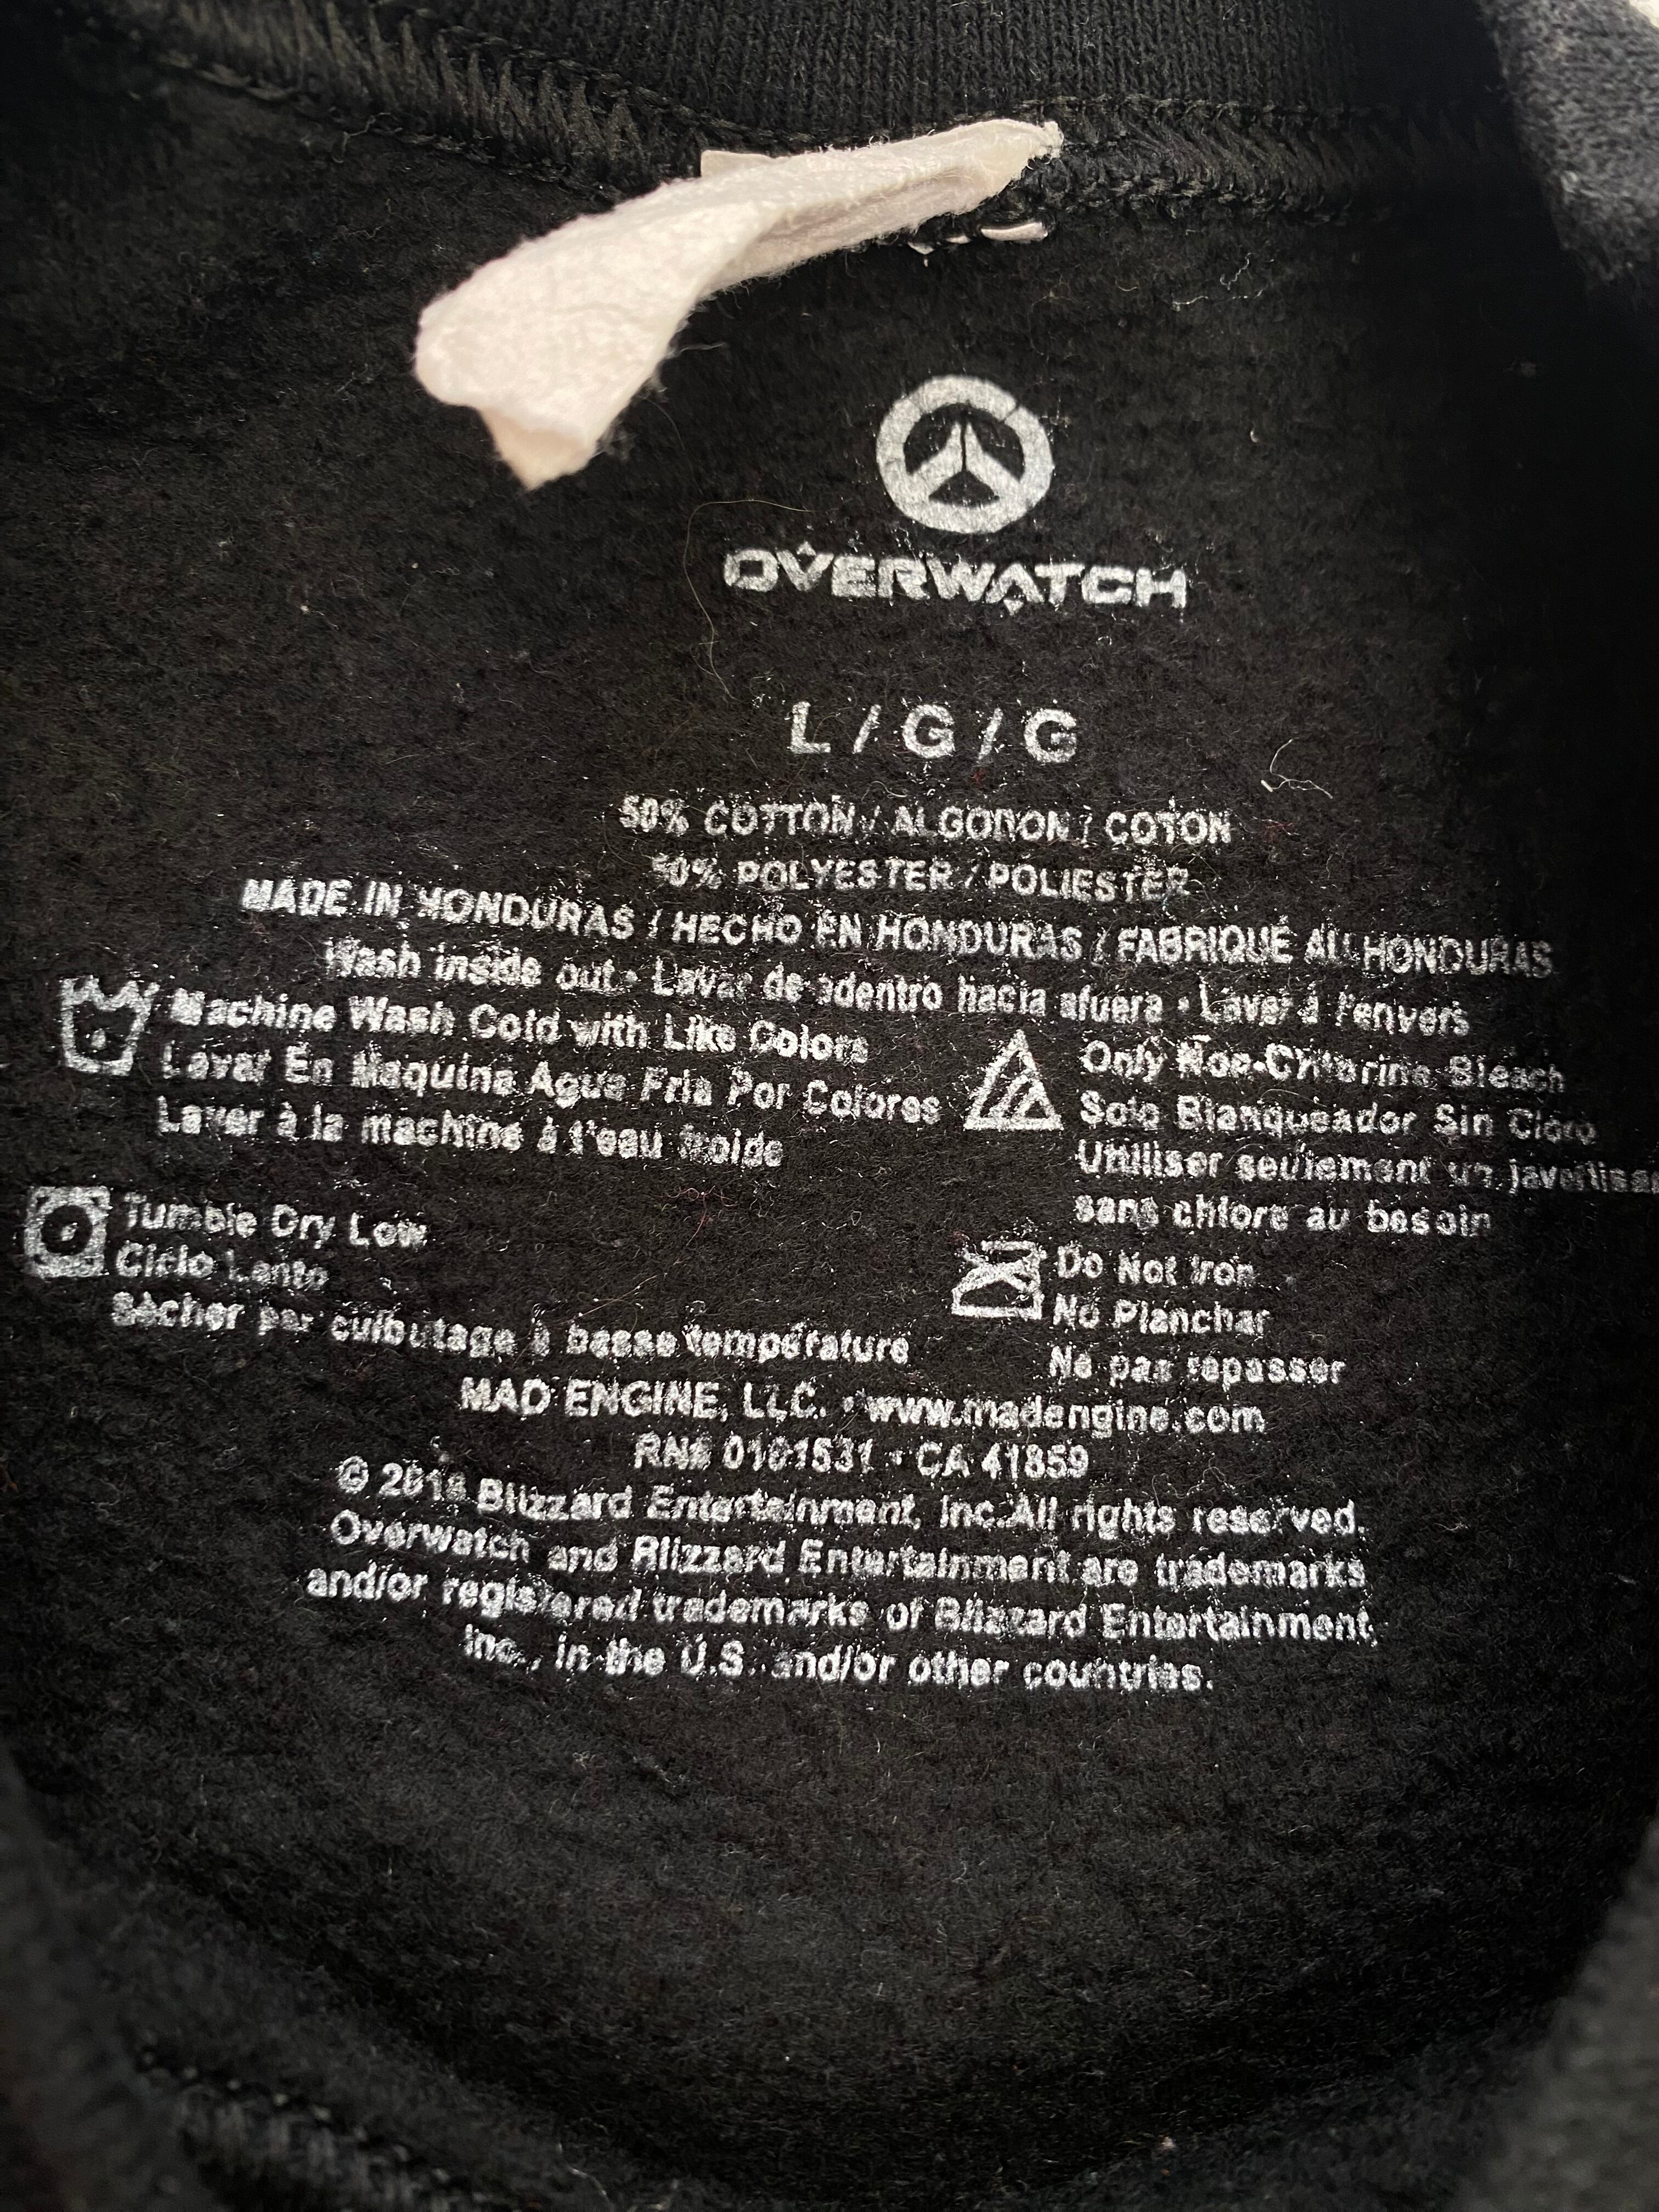 OVERWATCH
L / G / G
50% COTTON / ALGODON / COTON
50% POLYESTER / POLIESTER
MADE IN HONDURAS / HECHO EN HONDURAS / FABRIQUÉ AU HONDURAS
Wash inside out • Lavar de adentro hacia afuera • Laver à l'envers
Machine Wash Cold with Like Colors
Lavar En Maquina Agua Fria Por Colores
Laver à la machine à l'eau froide
Only Non-Chlorine Bleach
Solo Blanqueador Sin Cloro
Utiliser seulement un
sans chlore au besoin
Tumble Dry Low
Ciclo Lento
Sècher par culbutage à basse température
Do Not Iron
No Planchar
Ne pas repasser
MAD ENGINE, LLC. • www.madengine.com
RN# 0101531 • CA 41859
© Blizzard Entertainment, Inc. All rights reserved.
Overwatch and Blizzard Entertainment are trademarks
and/or registered trademarks of Blizzard Entertainment,
Inc., in the U.S. and/or other countries.